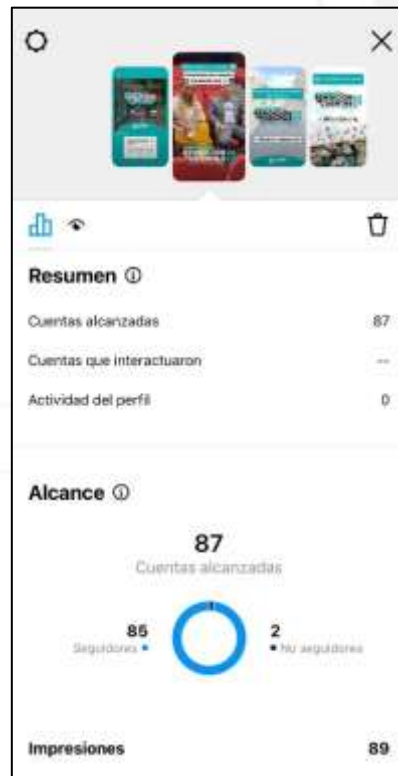 Resumen
Cuentas alcanzadas 87
Cuentas que interactuaron --
Actividad del perfil 0
Alcance
87
Cuentas alcanzadas
85
Seguidores
2
No seguidores
Impresiones 89